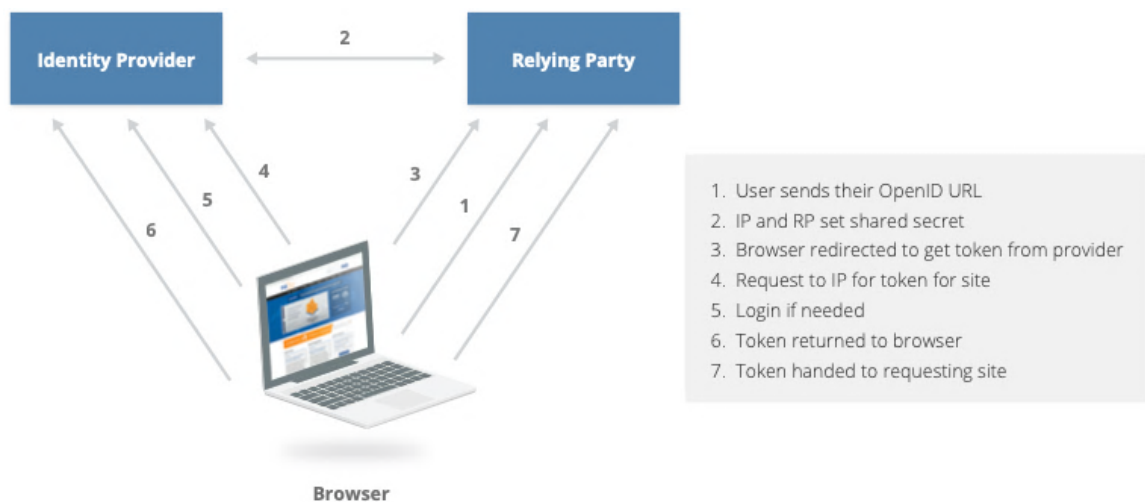 Identity Provider
2
Relying Party
4
3
5
1
6
7
1. User sends their OpenID URL
2. IP and RP set shared secret
3. Browser redirected to get token from provider
4. Request to IP for token for site
5. Login if needed
6. Token returned to browser
7. Token handed to requesting site
Browser